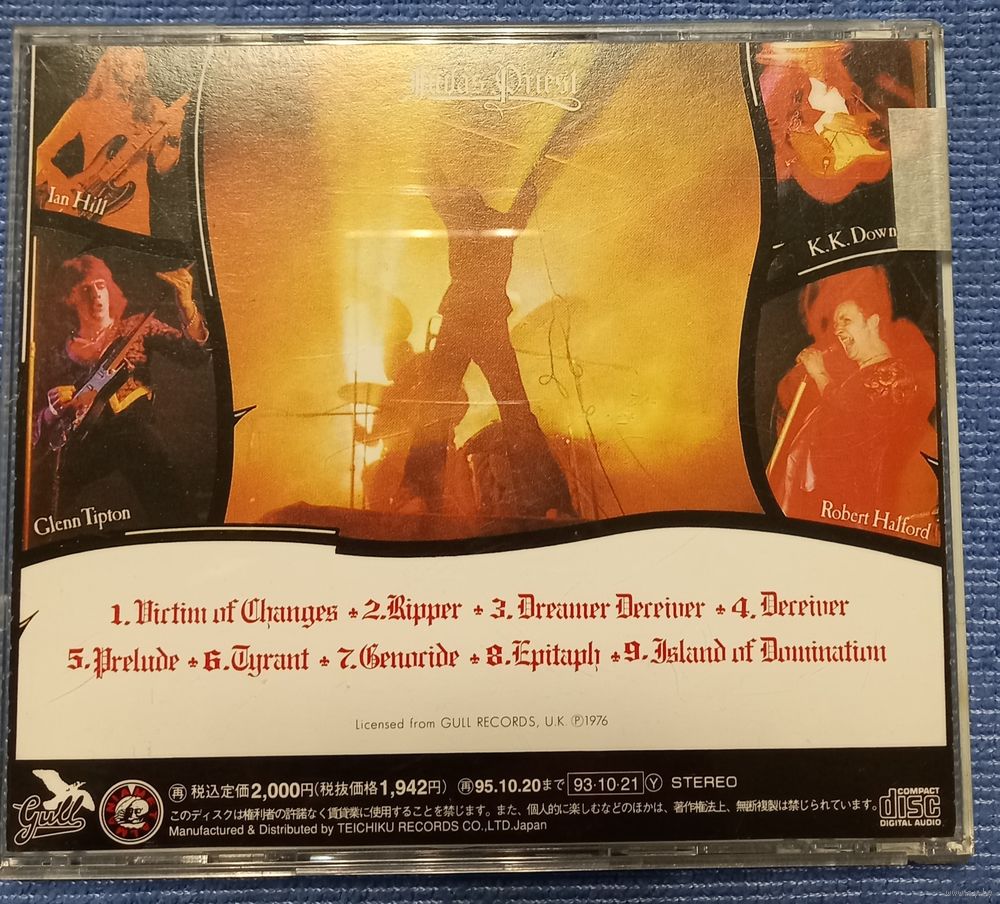 Judas Priest
Ian Hill
K.K. Down
Glenn Tipton
Robert Halford
1. Victim of Changes ✦ 2. Ripper ✦ 3. Dreamer Deceiver ✦ 4. Deceiver
5. Prelude ✦ 6. Tyrant ✦ 7. Genocide ✦ 8. Epitaph ✦ 9. Island of Domination
Licensed from GULL RECORDS, U.K. Ⓟ1976
Gull
㊞再 税込定価2,000円(税抜価格1,942円) 再95.10.20まで 93·10·21 Ⓨ STEREO
このディスクは権利者の許諾なく賃貸業に使用することを禁じます。また、個人的に楽しむなどのほかは、著作権法上、無断複製は禁じられています。
Manufactured & Distributed by TEICHIKU RECORDS CO.,LTD.Japan
COMPACT
disc
DIGITAL AUDIO